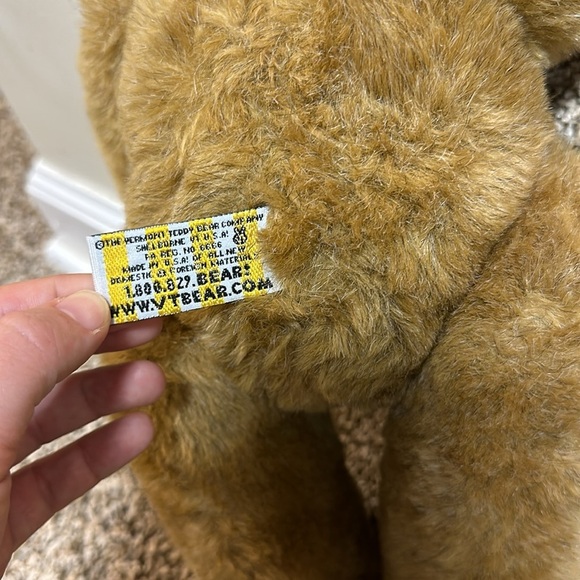 ©THE VERMONT TEDDY BEAR COMPANY
SHELBURNE VT U.S.A!
PA REG. NO 6666
MADE IN U.S.A! OF ALL NEW
DOMESTIC & FOREIGN MATERIAL
1.800.829.BEAR!
WWW.VTBEAR.COM